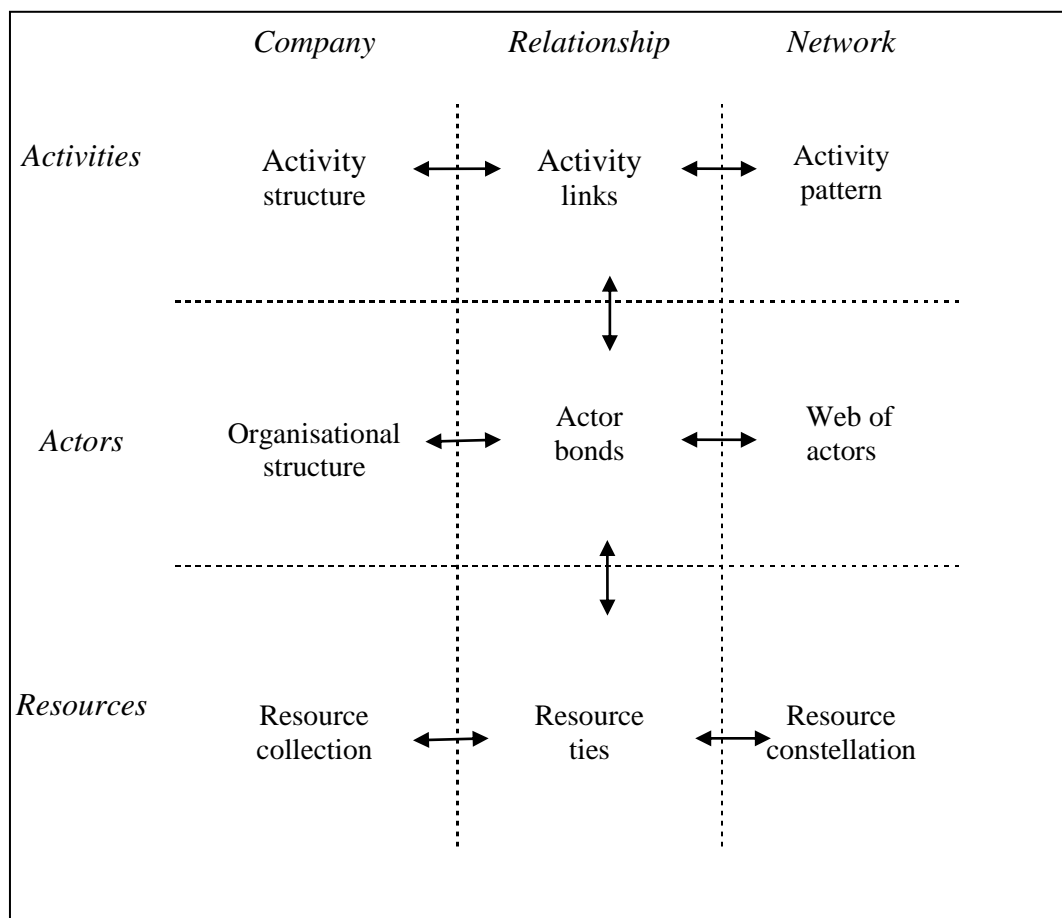 Company Relationship Network
Activities
Activity
structure
Activity
links
Activity
pattern
Actors
Organisational
structure
Actor
bonds
Web of
actors
Resources
Resource
collection
Resource
ties
Resource
constellation